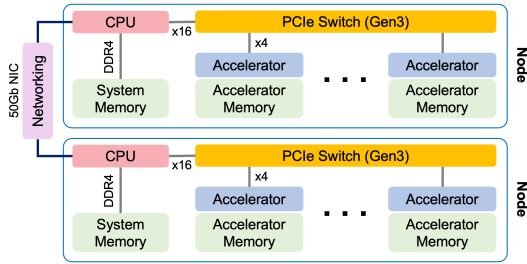 CPU
x16
PCIe Switch (Gen3)
x4
DDR4
System
Memory
Accelerator
Accelerator
Memory
. . .
Accelerator
Accelerator
Memory
Node
50Gb NIC
Networking
CPU
x16
PCIe Switch (Gen3)
x4
DDR4
System
Memory
Accelerator
Accelerator
Memory
. . .
Accelerator
Accelerator
Memory
Node